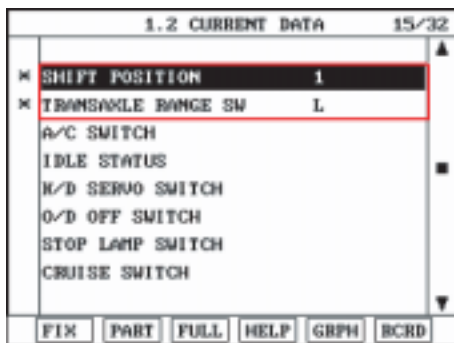 1.2 CURRENT DATA 15/32
* SHIFT POSITION 1
* TRANSAXLE RANGE SW L
A/C SWITCH
IDLE STATUS
K/D SERVO SWITCH
O/D OFF SWITCH
STOP LAMP SWITCH
CRUISE SWITCH
FIX PART FULL HELP GRPH RCRD